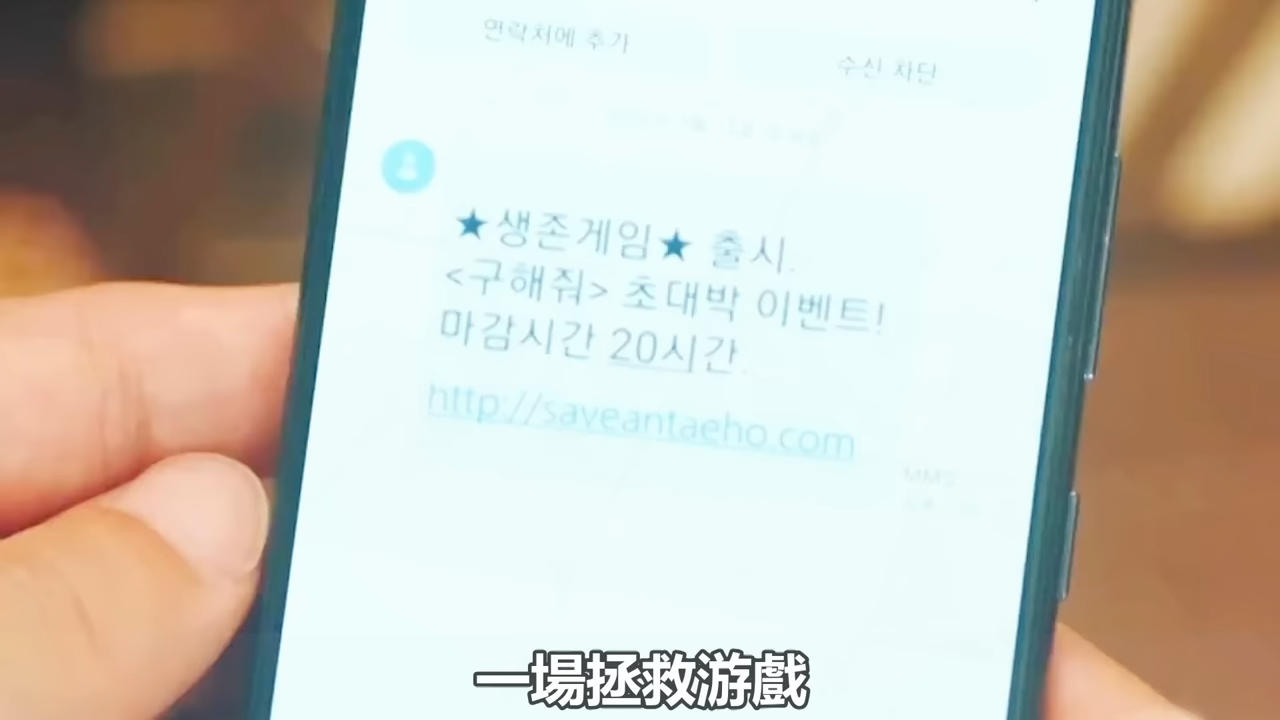 연락처에 추가
수신 차단
★생존게임★ 출시.
<구해줘> 초대박 이벤트!
마감시간 20시간.
http://saveantaeho.com
MMS
一場拯救游戲